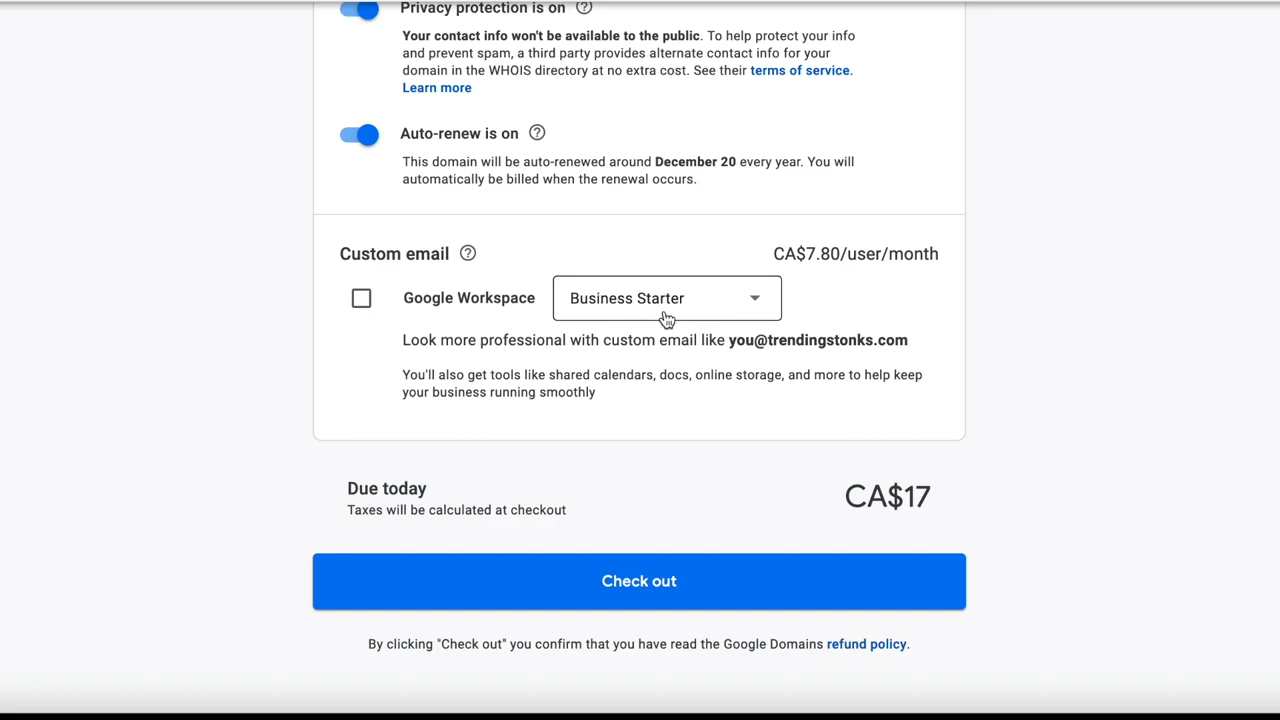 Privacy protection is on
Your contact info won't be available to the public. To help protect your info
and prevent spam, a third party provides alternate contact info for your
domain in the WHOIS directory at no extra cost. See their terms of service.
Learn more
Auto-renew is on
This domain will be auto-renewed around December 20 every year. You will
automatically be billed when the renewal occurs.
Custom email CA$7.80/user/month
Google Workspace Business Starter
Look more professional with custom email like you@trendingstonks.com
You'll also get tools like shared calendars, docs, online storage, and more to help keep
your business running smoothly
Due today CA$17
Taxes will be calculated at checkout
Check out
By clicking "Check out" you confirm that you have read the Google Domains refund policy.